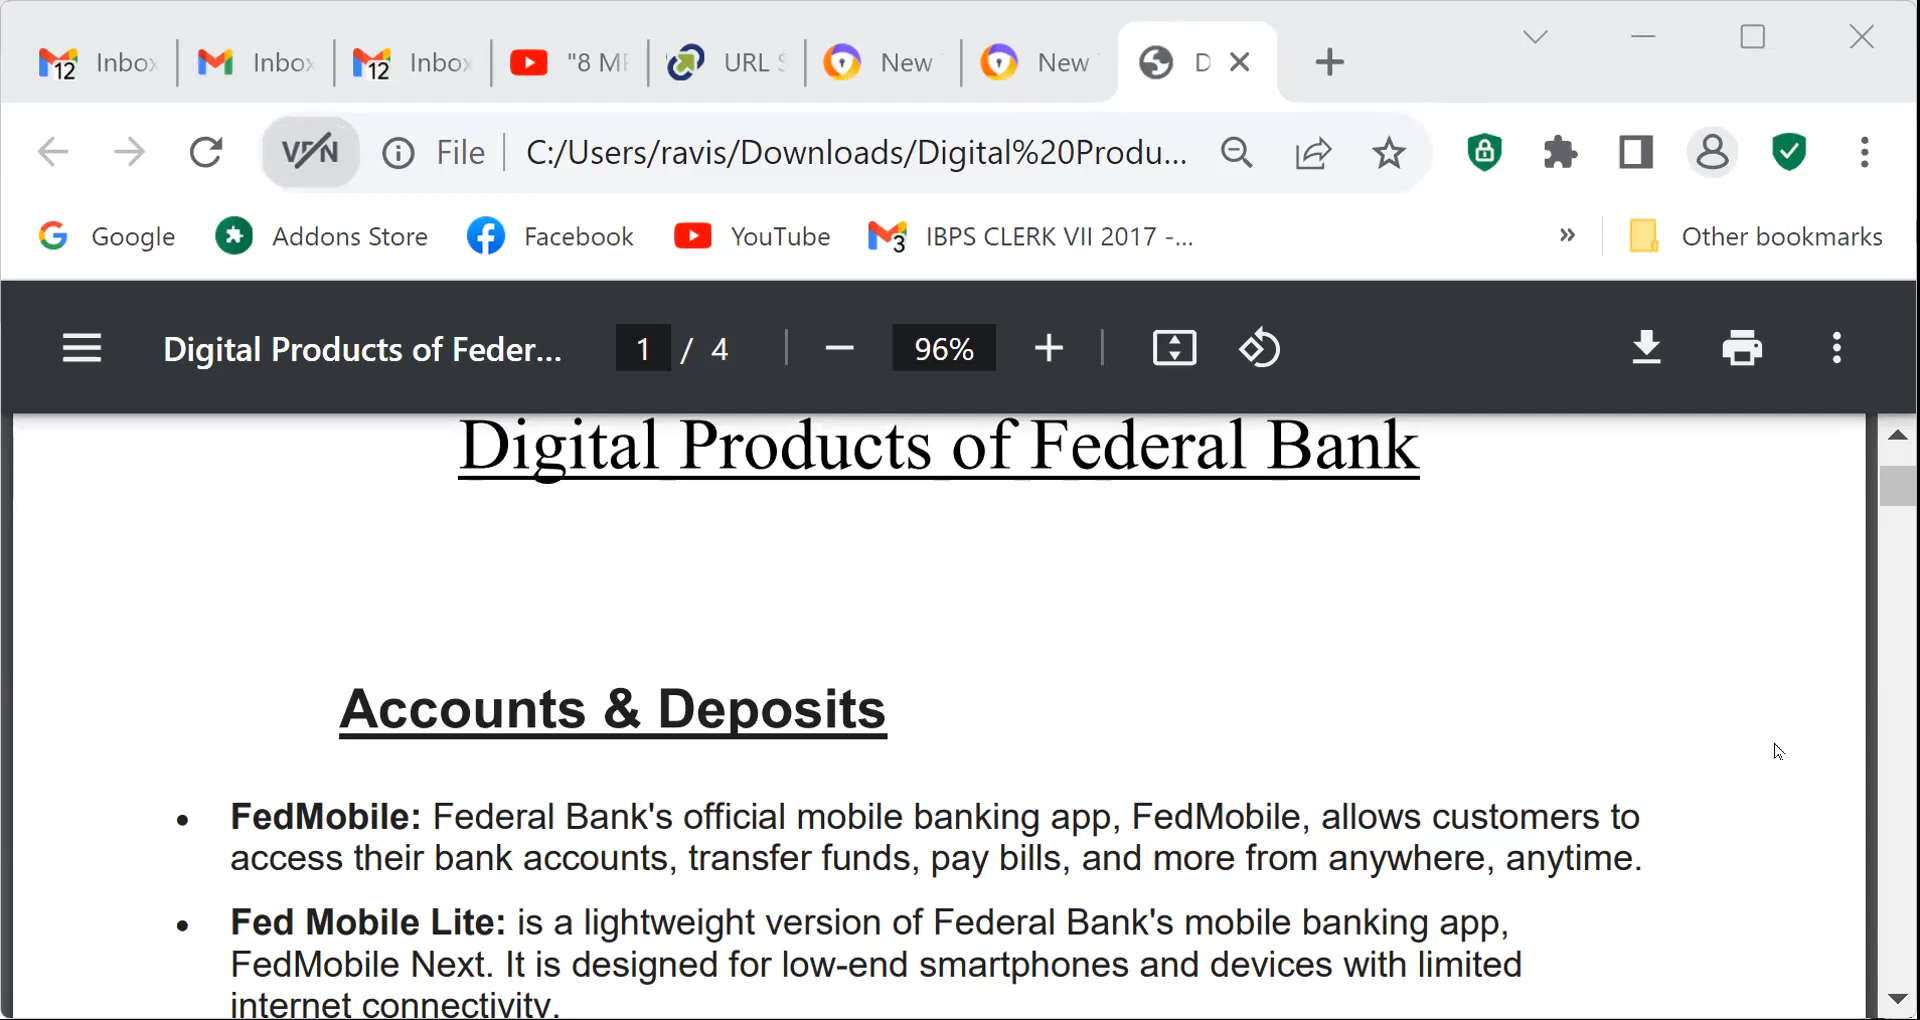 12 Inbox Inbox 12 Inbox "8 M URL S New New D
VPN File C:/Users/ravis/Downloads/Digital%20Produ...
Google Addons Store Facebook YouTube 3 IBPS CLERK VII 2017 -... » Other bookmarks
Digital Products of Feder... 1 / 4 96%
Digital Products of Federal Bank
Accounts & Deposits
• FedMobile: Federal Bank's official mobile banking app, FedMobile, allows customers to
access their bank accounts, transfer funds, pay bills, and more from anywhere, anytime.
• Fed Mobile Lite: is a lightweight version of Federal Bank's mobile banking app,
FedMobile Next. It is designed for low-end smartphones and devices with limited
internet connectivity.